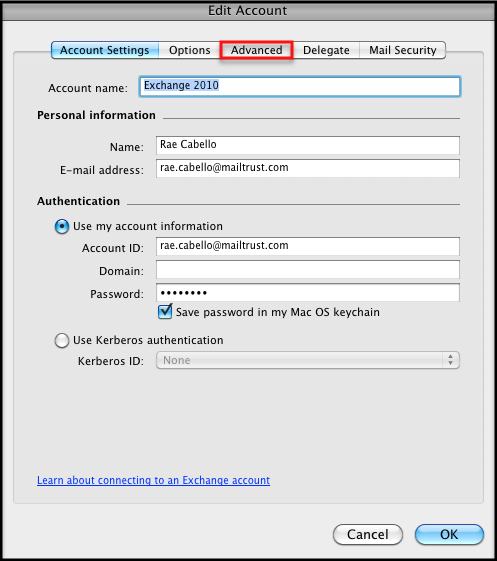 Edit Account
Account Settings Options Advanced Delegate Mail Security
Account name: Exchange 2010
Personal information
Name: Rae Cabello
E-mail address: rae.cabello@mailtrust.com
Authentication
Use my account information
Account ID: rae.cabello@mailtrust.com
Domain:
Password: ••••••••
Save password in my Mac OS keychain
Use Kerberos authentication
Kerberos ID: None
Learn about connecting to an Exchange account
Cancel OK